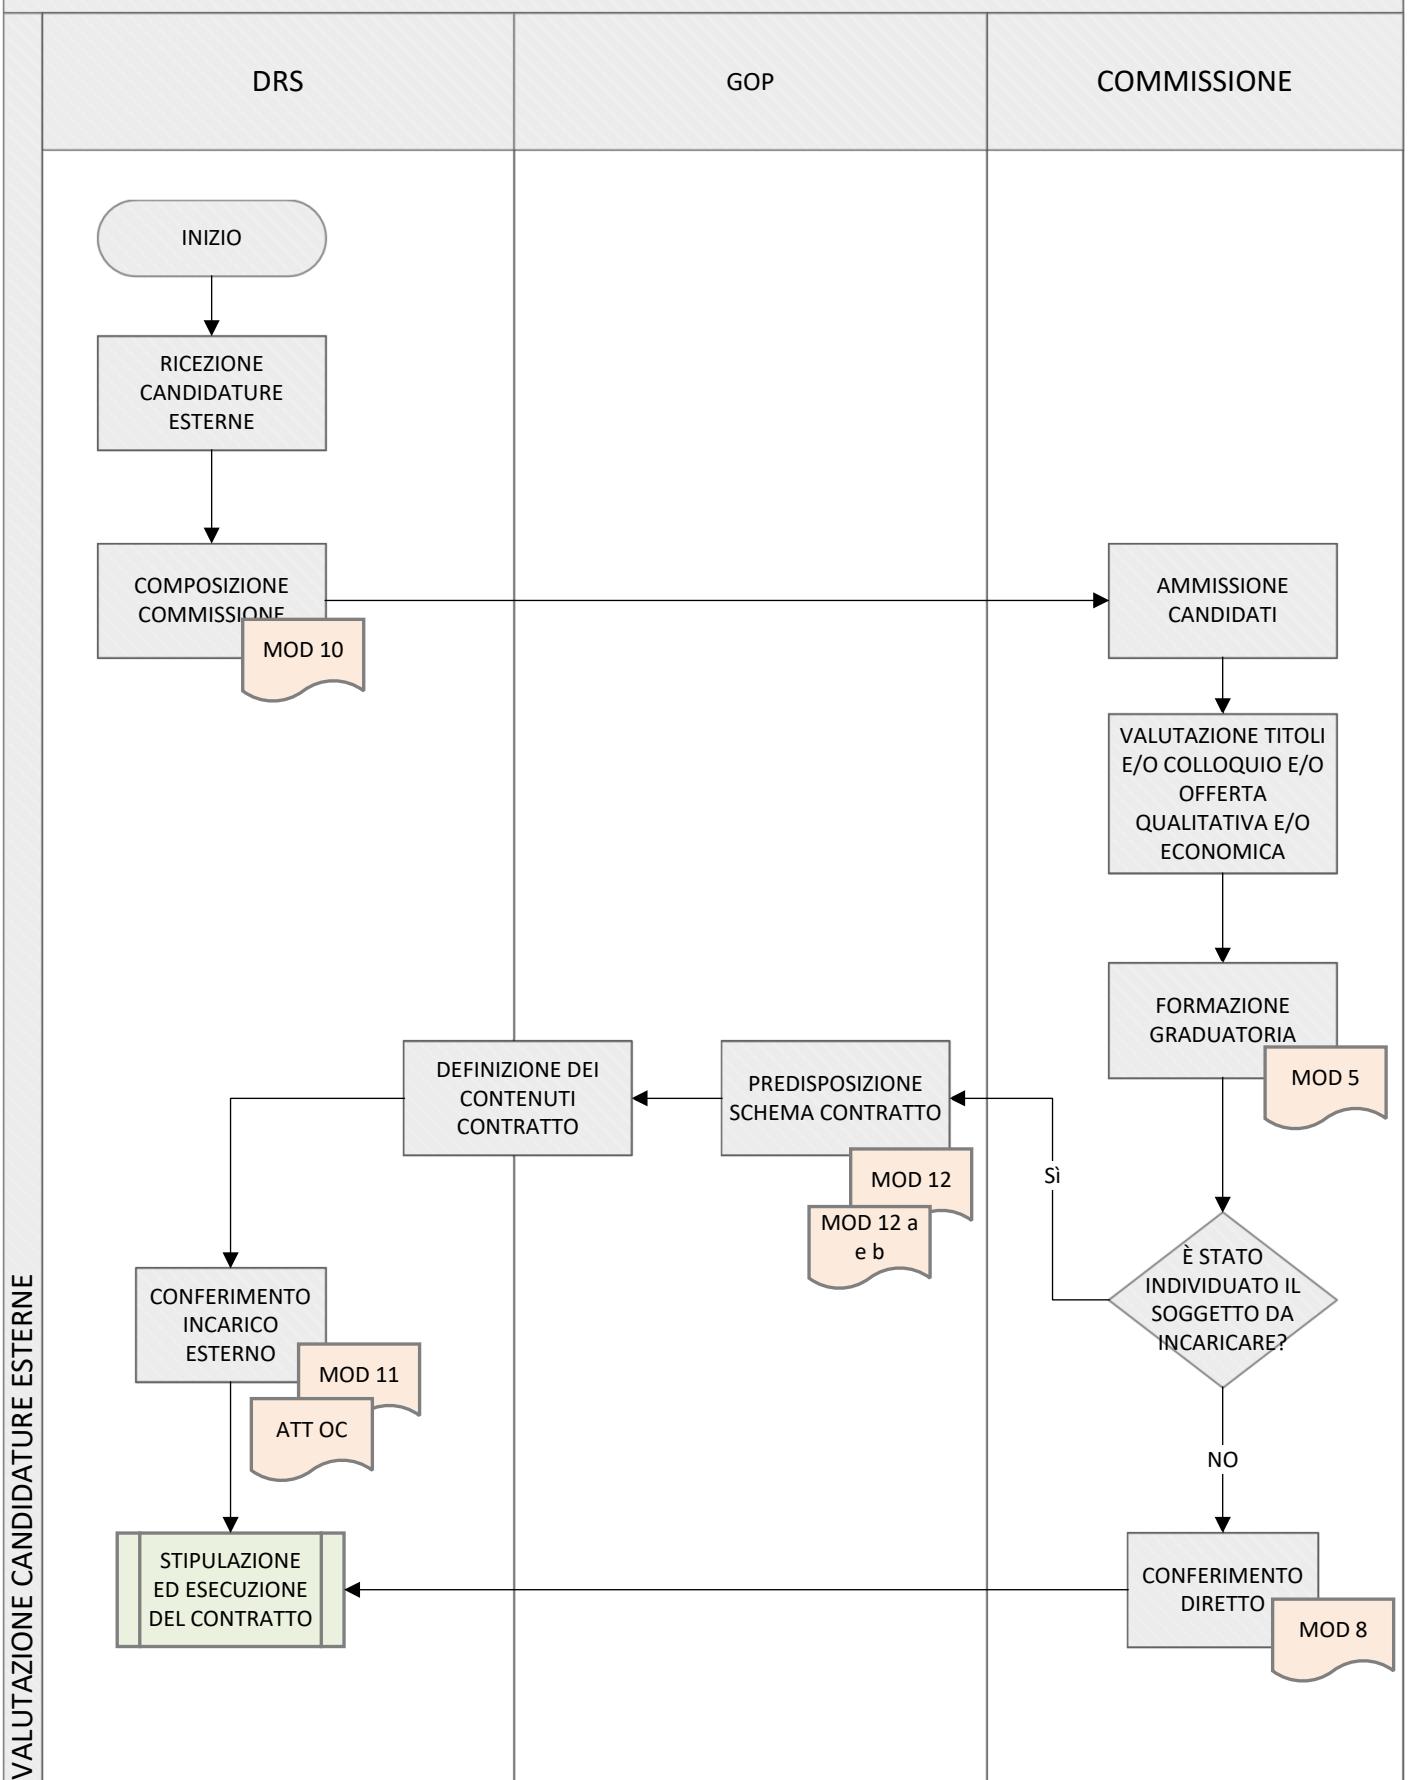 DRS
GOP
COMMISSIONE
VALUTAZIONE CANDIDATURE ESTERNE
INIZIO
RICEZIONE
CANDIDATURE
ESTERNE
COMPOSIZIONE
COMMISSIONE
MOD 10
AMMISSIONE
CANDIDATI
VALUTAZIONE TITOLI
E/O COLLOQUIO E/O
OFFERTA
QUALITATIVA E/O
ECONOMICA
FORMAZIONE
GRADUATORIA
MOD 5
È STATO
INDIVIDUATO IL
SOGGETTO DA
INCARICARE?
Sì
PREDISPOSIZIONE
SCHEMA CONTRATTO
MOD 12
MOD 12 a
e b
DEFINIZIONE DEI
CONTENUTI
CONTRATTO
CONFERIMENTO
INCARICO
ESTERNO
MOD 11
ATT OC
NO
CONFERIMENTO
DIRETTO
MOD 8
STIPULAZIONE
ED ESECUZIONE
DEL CONTRATTO